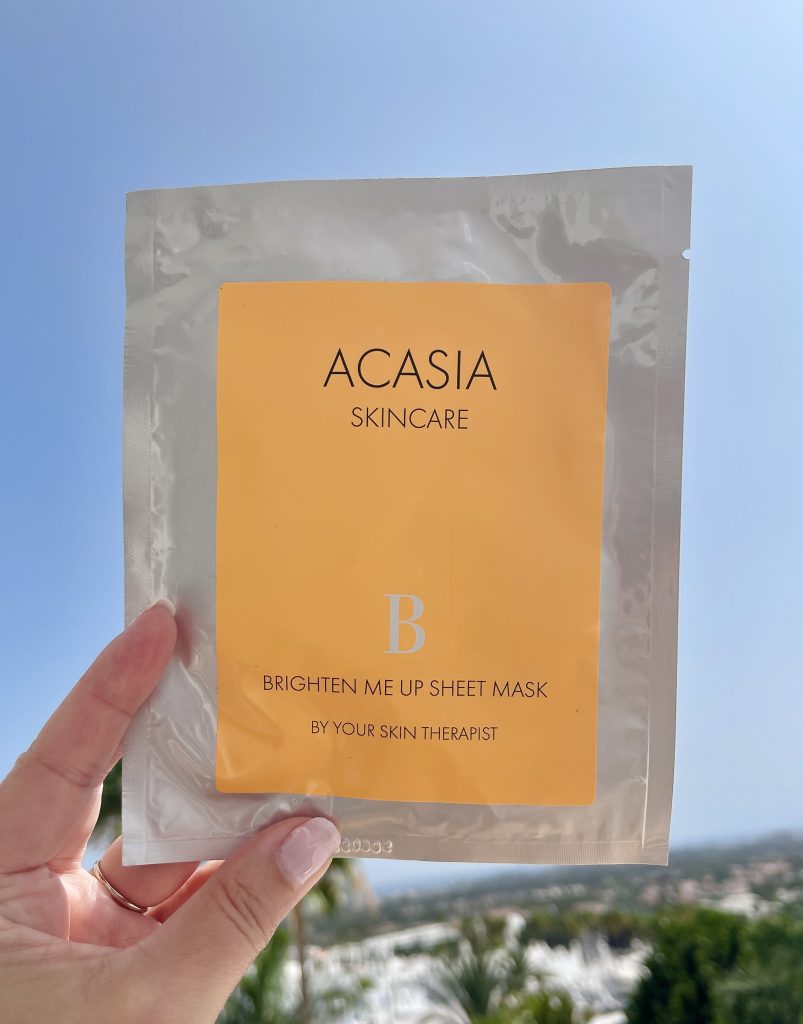 ACASIA
SKINCARE
B
BRIGHTEN ME UP SHEET MASK
BY YOUR SKIN THERAPIST